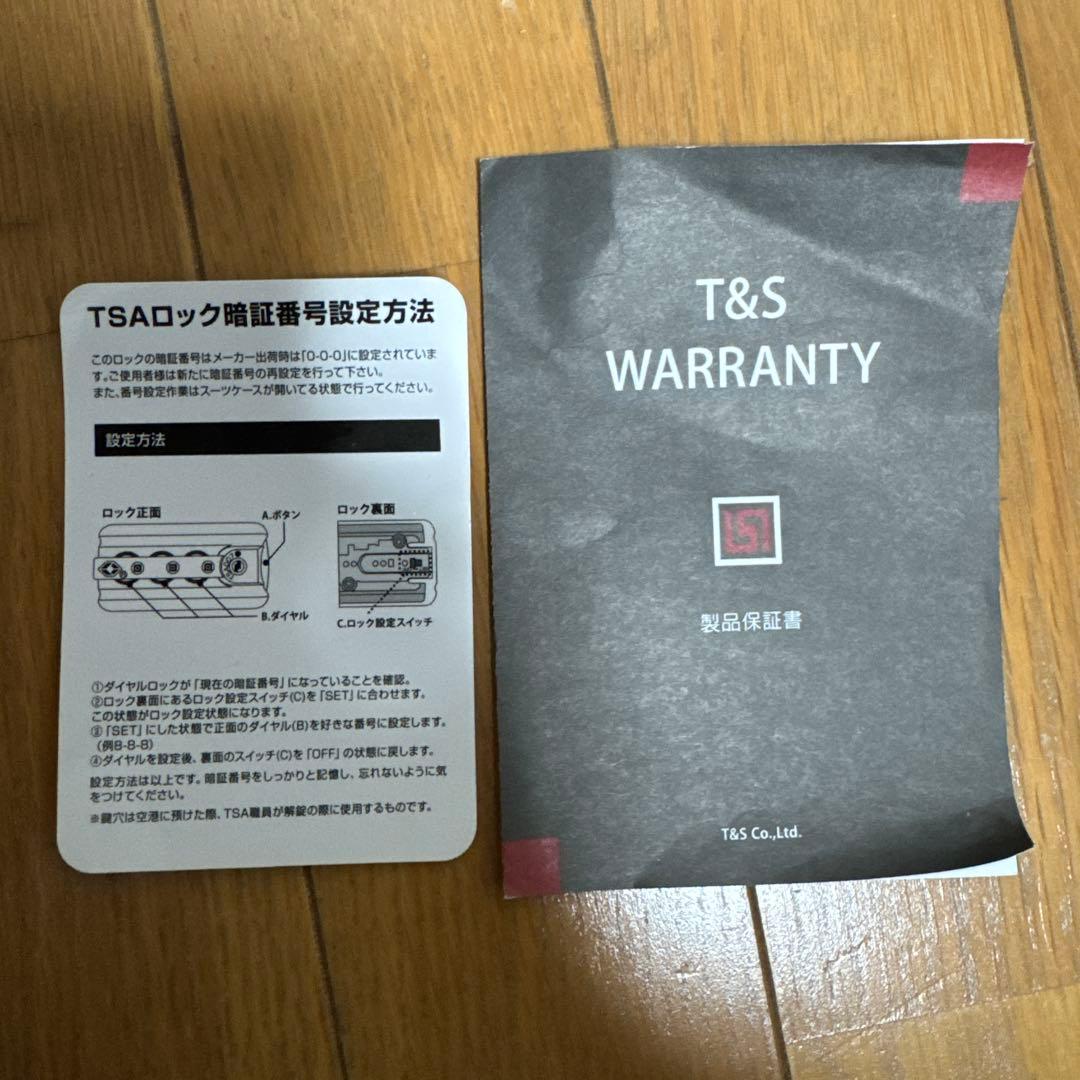 TSAロック暗証番号設定方法
このロックの暗証番号はメーカー出荷時は「0-0-0」に設定されていま
す。ご使用者様は新たに暗証番号の再設定を行って下さい。
また、番号設定作業はスーツケースが開いてる状態で行ってください。
設定方法
ロック正面
A.ボタン
B.ダイヤル
ロック裏面
C.ロック設定スイッチ
①ダイヤルロックが「現在の暗証番号」になっていることを確認。
②ロック裏面にあるロック設定スイッチ(C)を「SET」に合わせます。
この状態がロック設定状態になります。
③「SET」にした状態で正面のダイヤル(B)を好きな番号に設定します。
(例8-8-8)
④ダイヤルを設定後、裏面のスイッチ(C)を「OFF」の状態に戻します。
設定方法は以上です。暗証番号をしっかりと記憶し、忘れないように気
をつけてください。
※鍵穴は空港に預けた際、TSA職員が解錠の際に使用するものです。
T&S
WARRANTY
製品保証書
T&S Co.,Ltd.